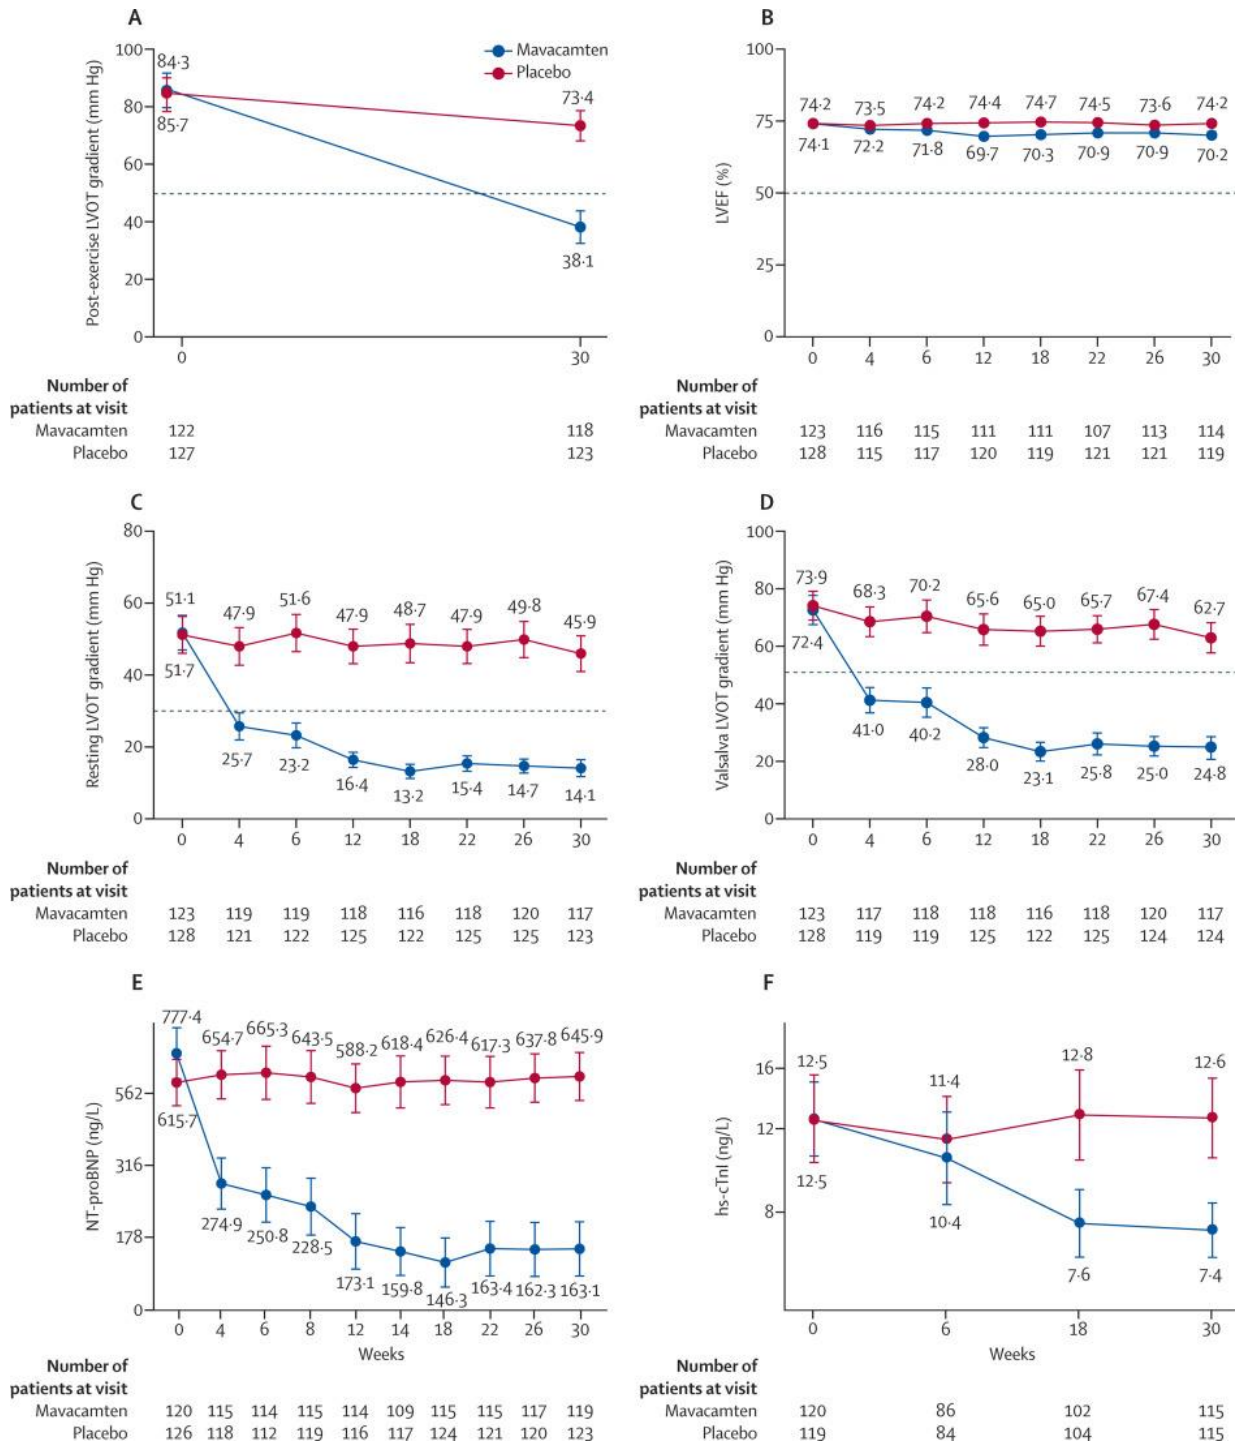 A
Post-exercise LVOT gradient (mm Hg)
100
80
60
40
20
0
84·3
85·7
73·4
38·1
Mavacamten
Placebo
0 30
Number of
patients at visit
Mavacamten 122 118
Placebo 127 123
B
LVEF (%)
100
75
50
25
0
74·2 73·5 74·2 74·4 74·7 74·5 73·6 74·2
74·1 72·2 71·8 69·7 70·3 70·9 70·9 70·2
0 4 6 12 18 22 26 30
Number of
patients at visit
Mavacamten 123 116 115 111 111 107 113 114
Placebo 128 115 117 120 119 121 121 119
C
Resting LVOT gradient (mm Hg)
80
60
40
20
0
51·1 47·9 51·6 47·9 48·7 47·9 49·8 45·9
51·7 25·7 23·2 16·4 13·2 15·4 14·7 14·1
0 4 6 12 18 22 26 30
Number of
patients at visit
Mavacamten 123 119 119 118 116 118 120 117
Placebo 128 121 122 125 122 125 125 123
D
Valsalva LVOT gradient (mm Hg)
100
80
60
40
20
0
73·9 68·3 70·2 65·6 65·0 65·7 67·4 62·7
72·4 41·0 40·2 28·0 23·1 25·8 25·0 24·8
0 4 6 12 18 22 26 30
Number of
patients at visit
Mavacamten 123 117 118 118 116 118 120 117
Placebo 128 119 119 125 122 125 124 124
E
NT-proBNP (ng/L)
562
316
178
0
777·4 654·7 665·3 643·5 588·2 618·4 626·4 617·3 637·8 645·9
615·7 274·9 250·8 228·5 173·1 159·8 146·3 163·4 162·3 163·1
0 4 6 8 12 14 18 22 26 30
Weeks
Number of
patients at visit
Mavacamten 120 115 114 115 114 109 115 115 117 119
Placebo 126 118 112 119 116 117 124 121 120 123
F
hs-cTnI (ng/L)
16
12
8
12·5 11·4 12·8 12·6
12·5 10·4 7·6 7·4
0 6 18 30
Weeks
Number of
patients at visit
Mavacamten 120 86 102 115
Placebo 119 84 104 115